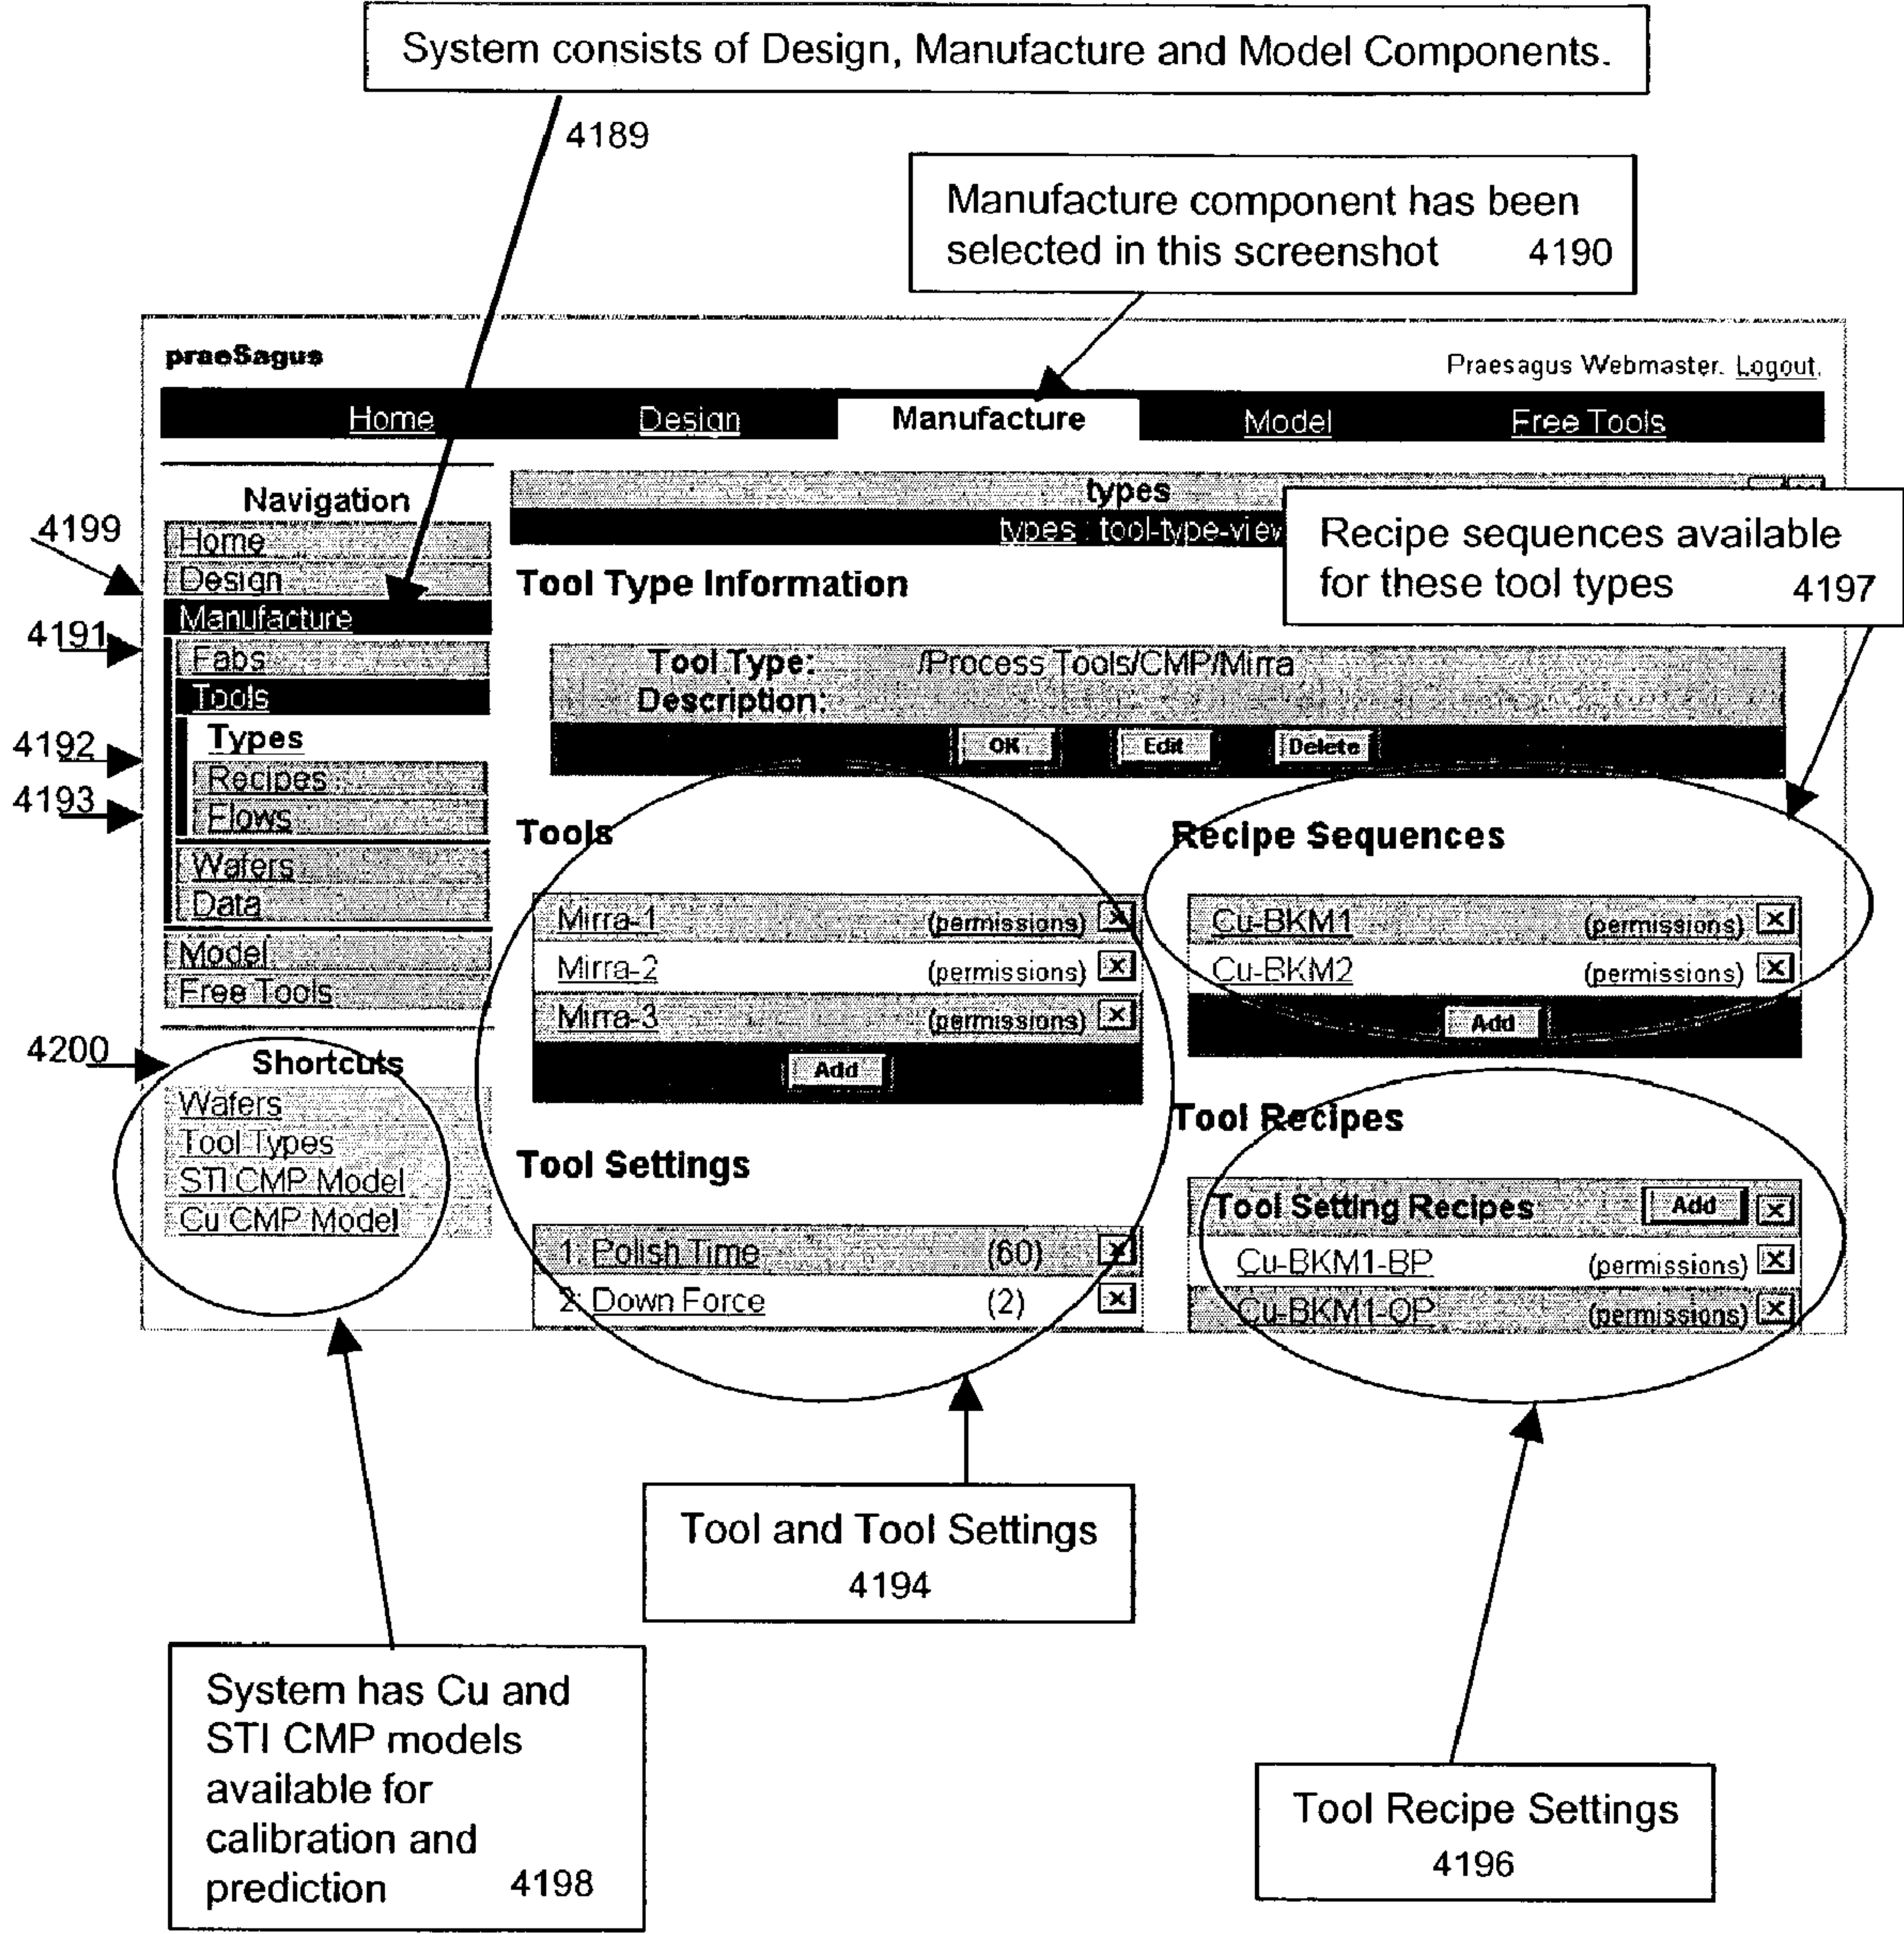 System consists of Design, Manufacture and Model Components.
4189
Manufacture component has been
selected in this screenshot 4190
praeSagus
Praesagus Webmaster. Logout.
Home Design Manufacture Model Free Tools
Navigation
Home
Design
Manufacture
Fabs
Tools
Types
Recipes
Flows
Wafers
Data
Model
Free Tools
4199
4191
4192
4193
4200
Shortcuts
Wafers
Tool Types
STI CMP Model
Cu CMP Model
types
types : tool-type-view
Recipe sequences available
for these tool types 4197
Tool Type Information
Tool Type: /Process Tools/CMP/Mirra
Description:
OK Edit Delete
Tools
Mirra-1 (permissions) X
Mirra-2 (permissions) X
Mirra-3 (permissions) X
Add
Tool Settings
1: Polish Time (60) X
2: Down Force (2) X
Recipe Sequences
Cu-BKM1 (permissions) X
Cu-BKM2 (permissions) X
Add
Tool Recipes
Tool Setting Recipes Add X
Cu-BKM1-BP (permissions) X
Cu-BKM1-OP (permissions) X
Tool and Tool Settings
4194
System has Cu and
STI CMP models
available for
calibration and
prediction 4198
Tool Recipe Settings
4196